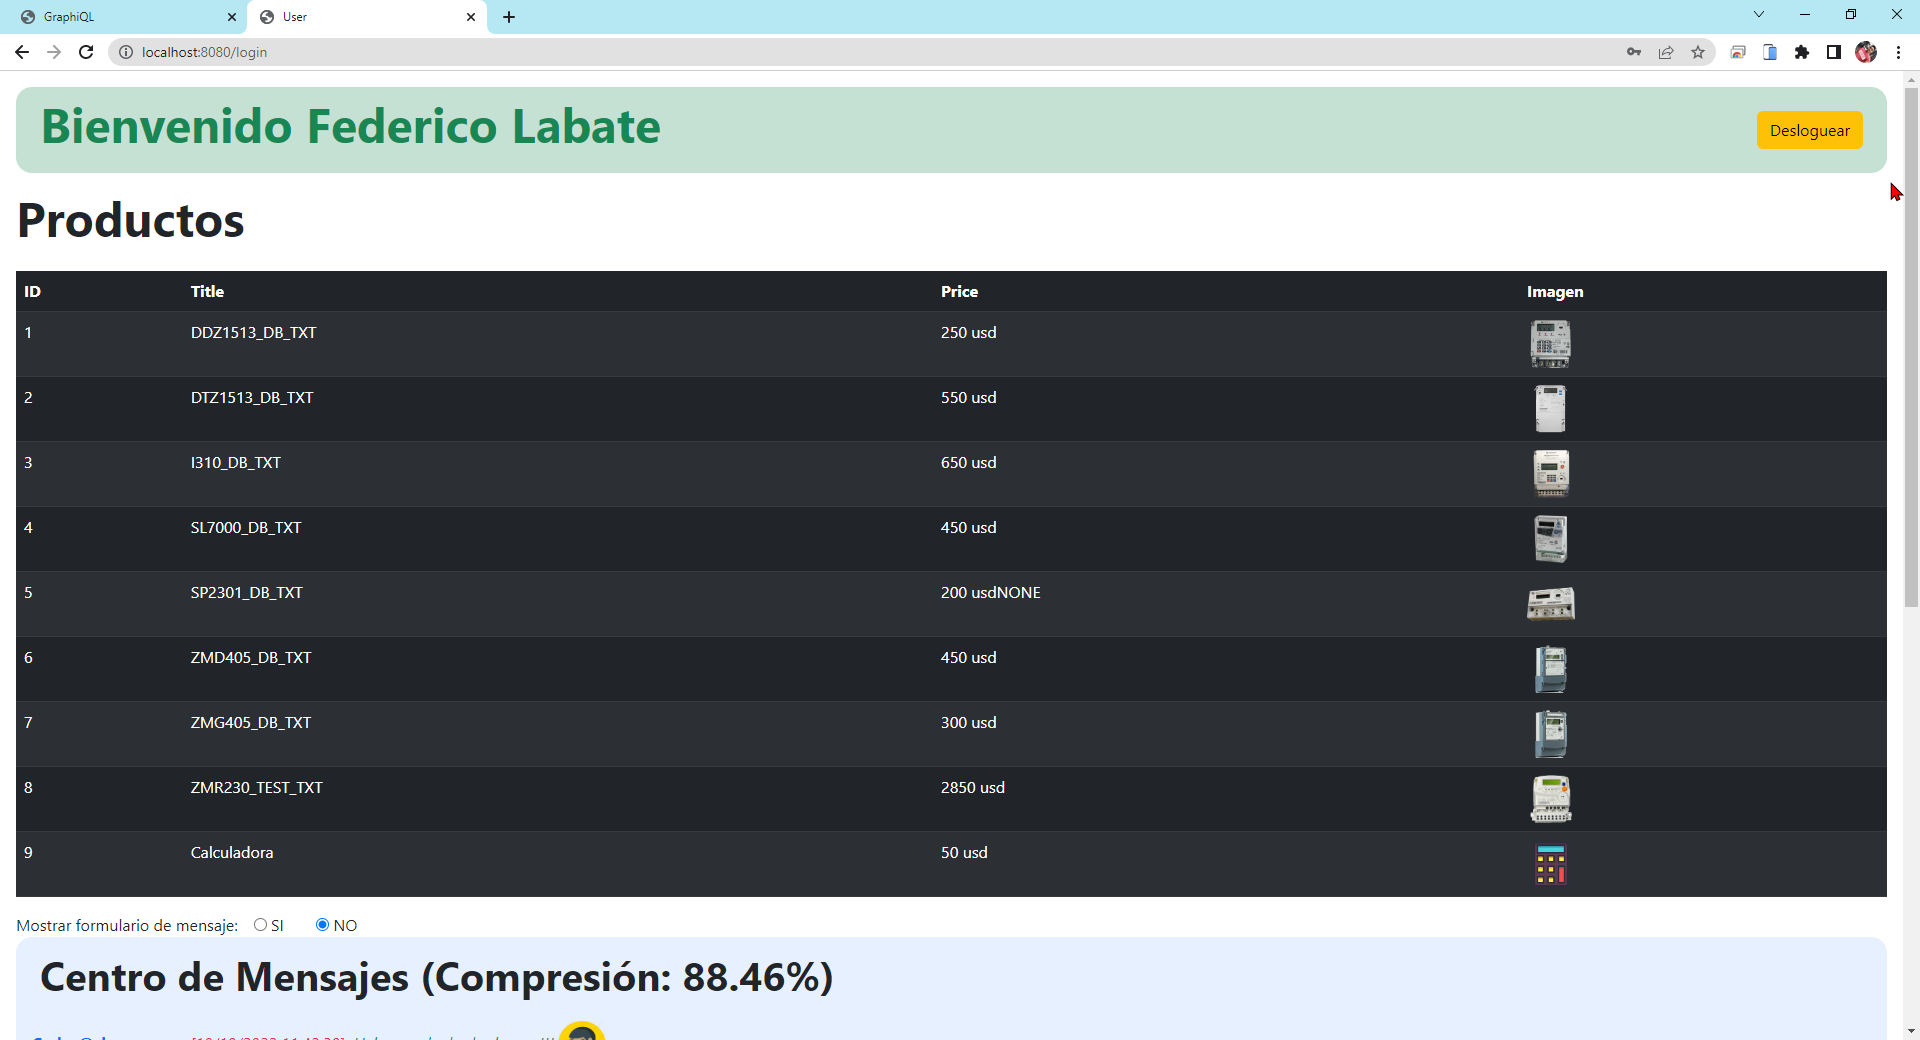 GraphiQL
User
localhost:8080/login
Bienvenido Federico Labate
Desloguear
Productos
ID Title Price Imagen
1 DDZ1513_DB_TXT 250 usd
2 DTZ1513_DB_TXT 550 usd
3 I310_DB_TXT 650 usd
4 SL7000_DB_TXT 450 usd
5 SP2301_DB_TXT 200 usdNONE
6 ZMD405_DB_TXT 450 usd
7 ZMG405_DB_TXT 300 usd
8 ZMR230_TEST_TXT 2850 usd
9 Calculadora 50 usd
Mostrar formulario de mensaje: SI NO
Centro de Mensajes (Compresión: 88.46%)